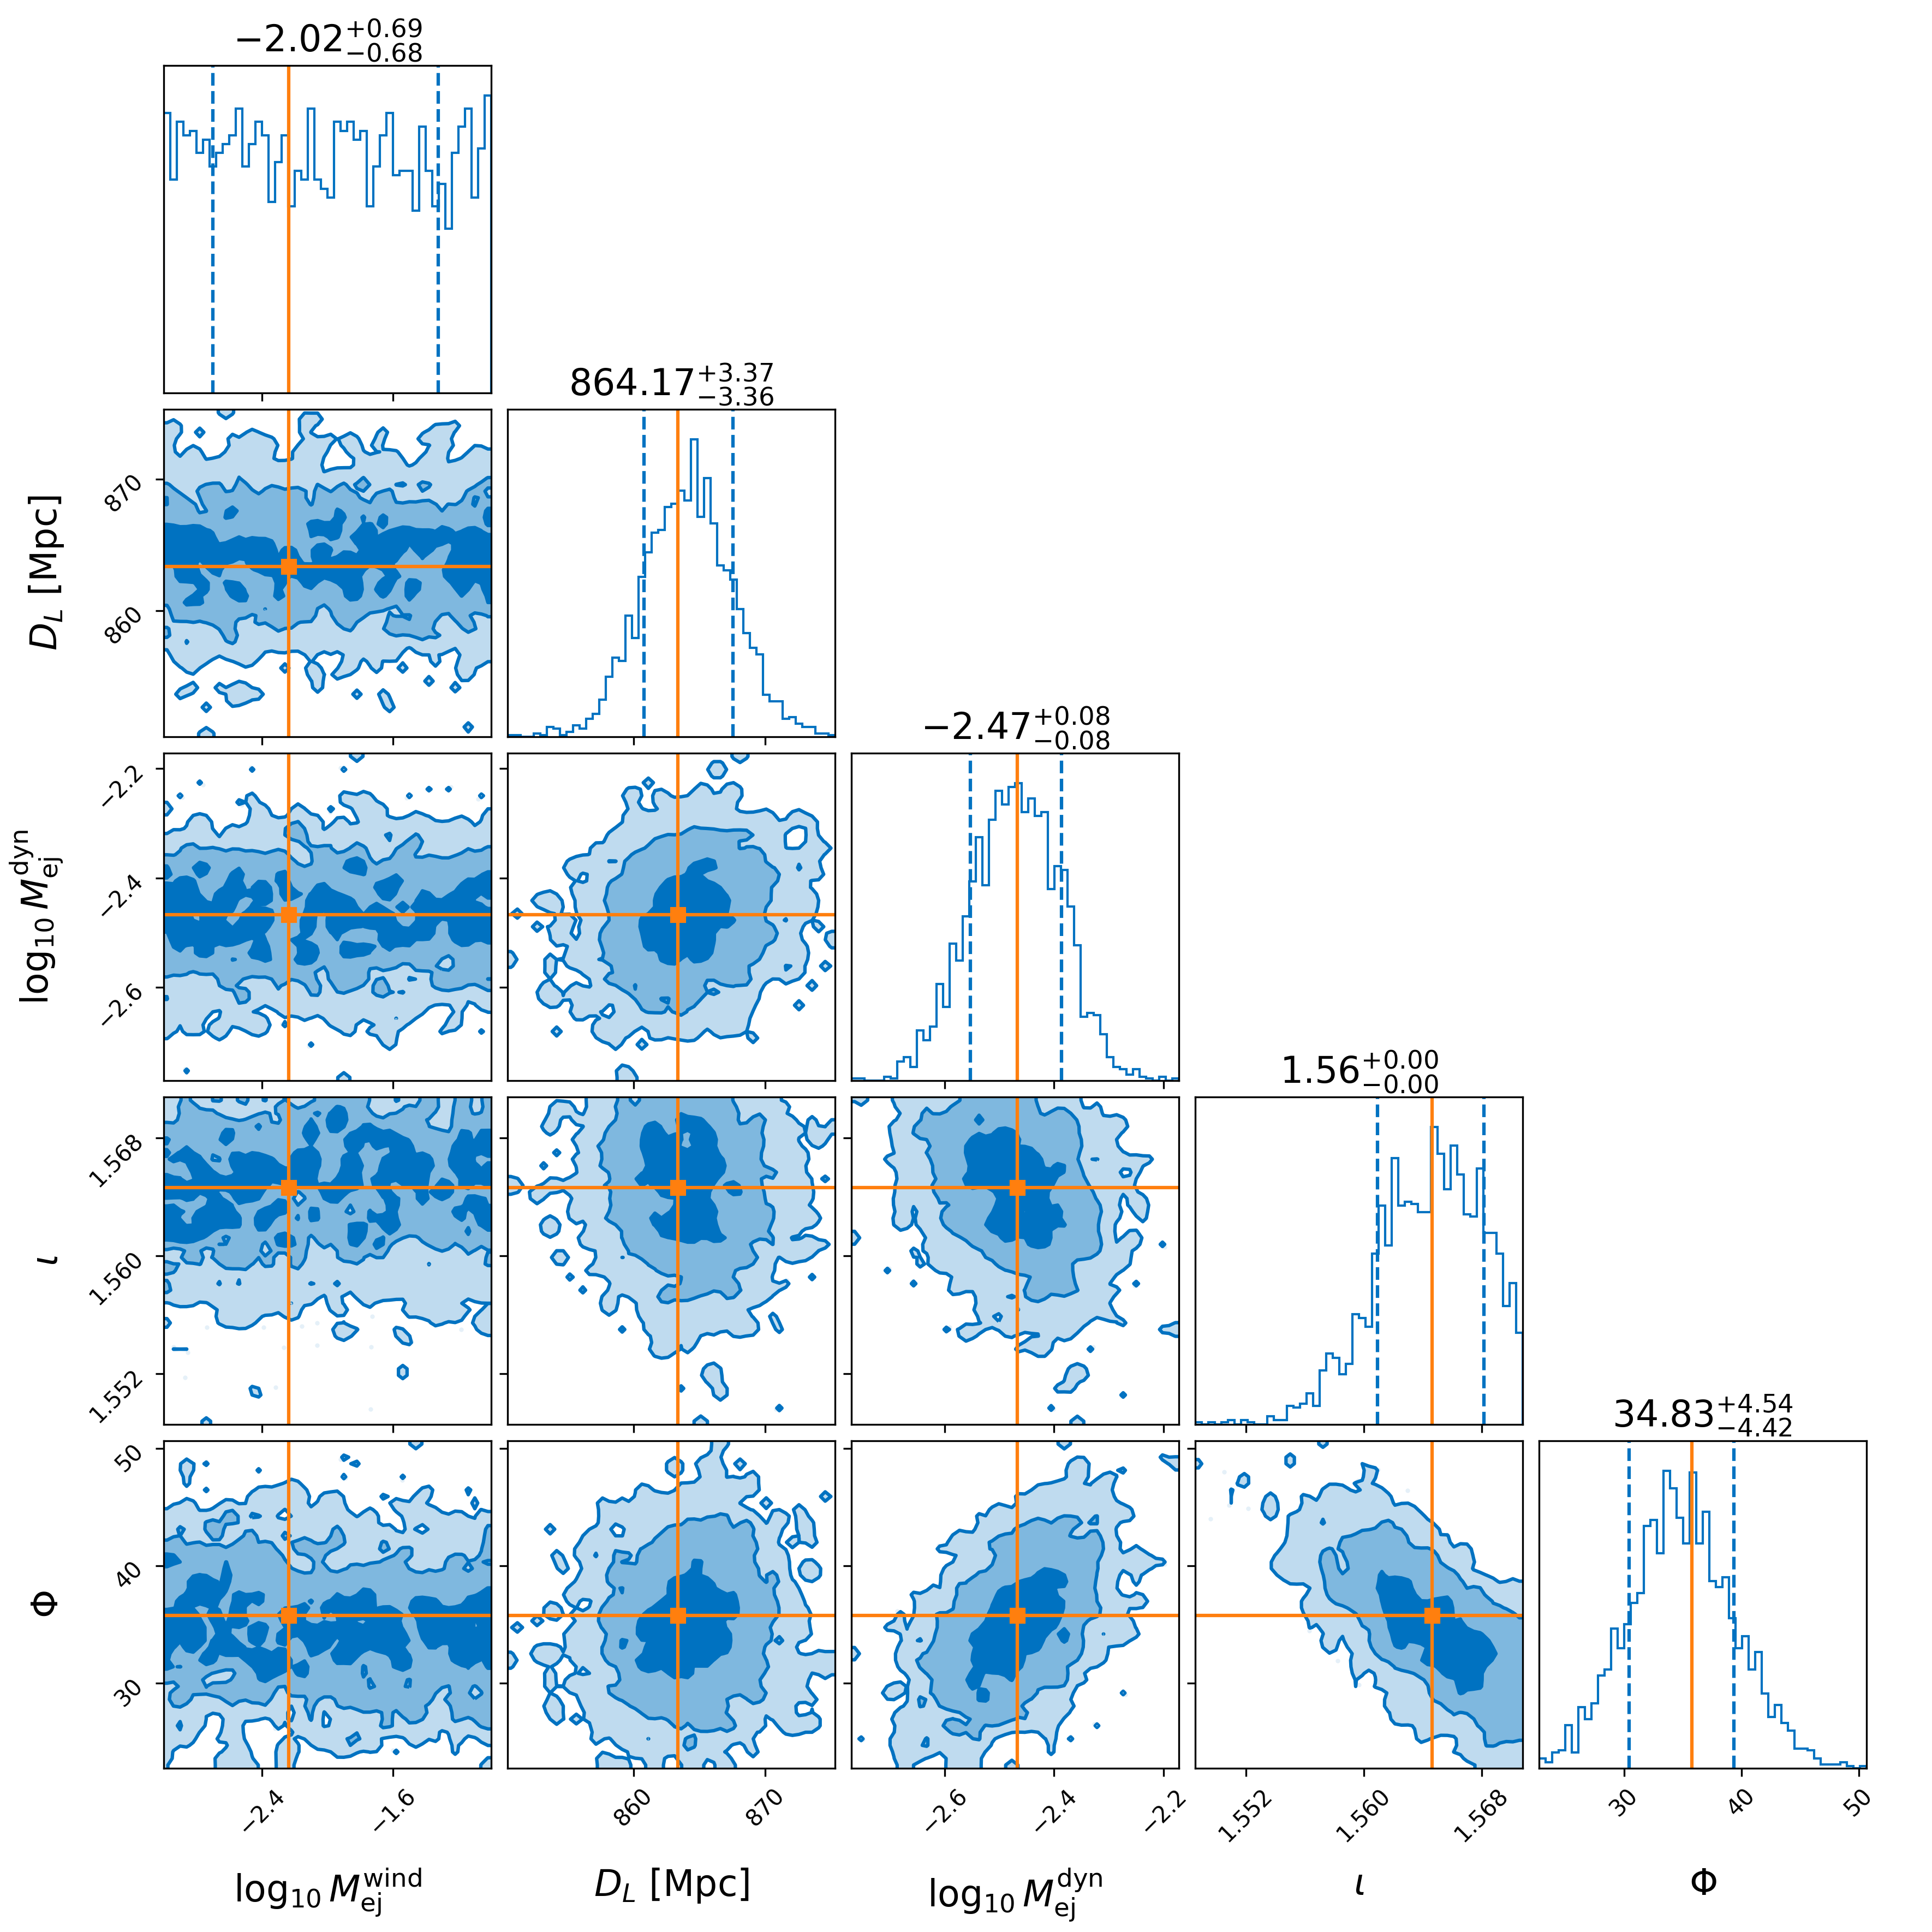 −2.02+0.69−0.68
864.17+3.37−3.36
870
860
D_L [Mpc]
−2.47+0.08−0.08
−2.2
−2.4
−2.6
log10 M ej dyn
1.56+0.00−0.00
1.568
1.560
1.552
ι
34.83+4.54−4.42
50
40
30
Φ
−2.4 −1.6 860 870 −2.6 −2.4 −2.2 1.552 1.560 1.568 30 40 50
log10 M ej wind D_L [Mpc] log10 M ej dyn ι Φ